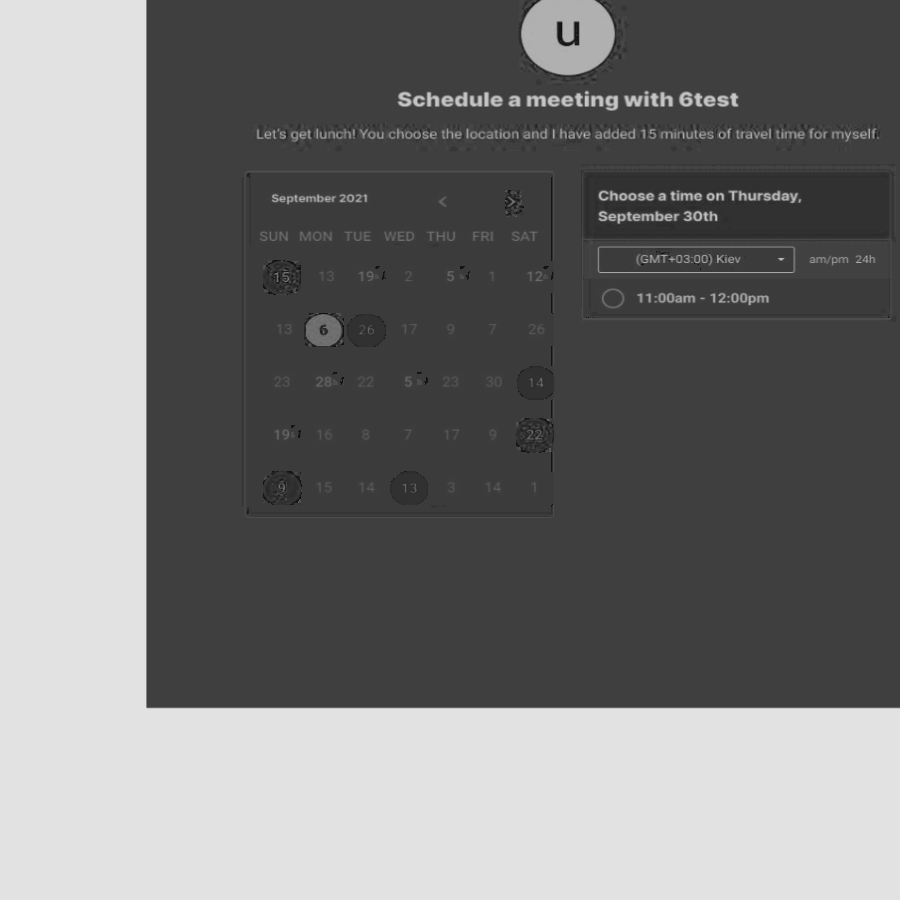 u
Schedule a meeting with 6test
Let's get lunch! You choose the location and I have added 15 minutes of travel time for myself.
September 2021 < >
SUN MON TUE WED THU FRI SAT
15 13 19 2 5 1 12
13 6 26 17 9 7 26
23 28 22 5 23 30 14
19 16 8 7 17 9 22
9 15 14 13 3 14 1
Choose a time on Thursday,
September 30th
(GMT+03:00) Kiev am/pm 24h
11:00am - 12:00pm